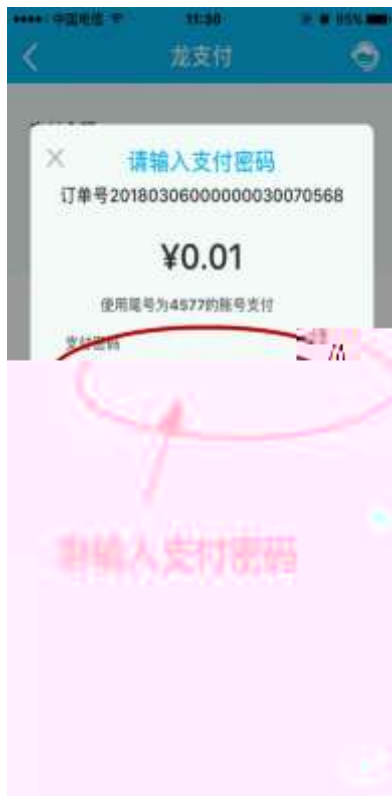 中国电信 11:30 95%
龙支付
请输入支付密码
订单号20180306000000030070568
¥0.01
使用尾号为4577的账号支付
支付密码
请输入支付密码